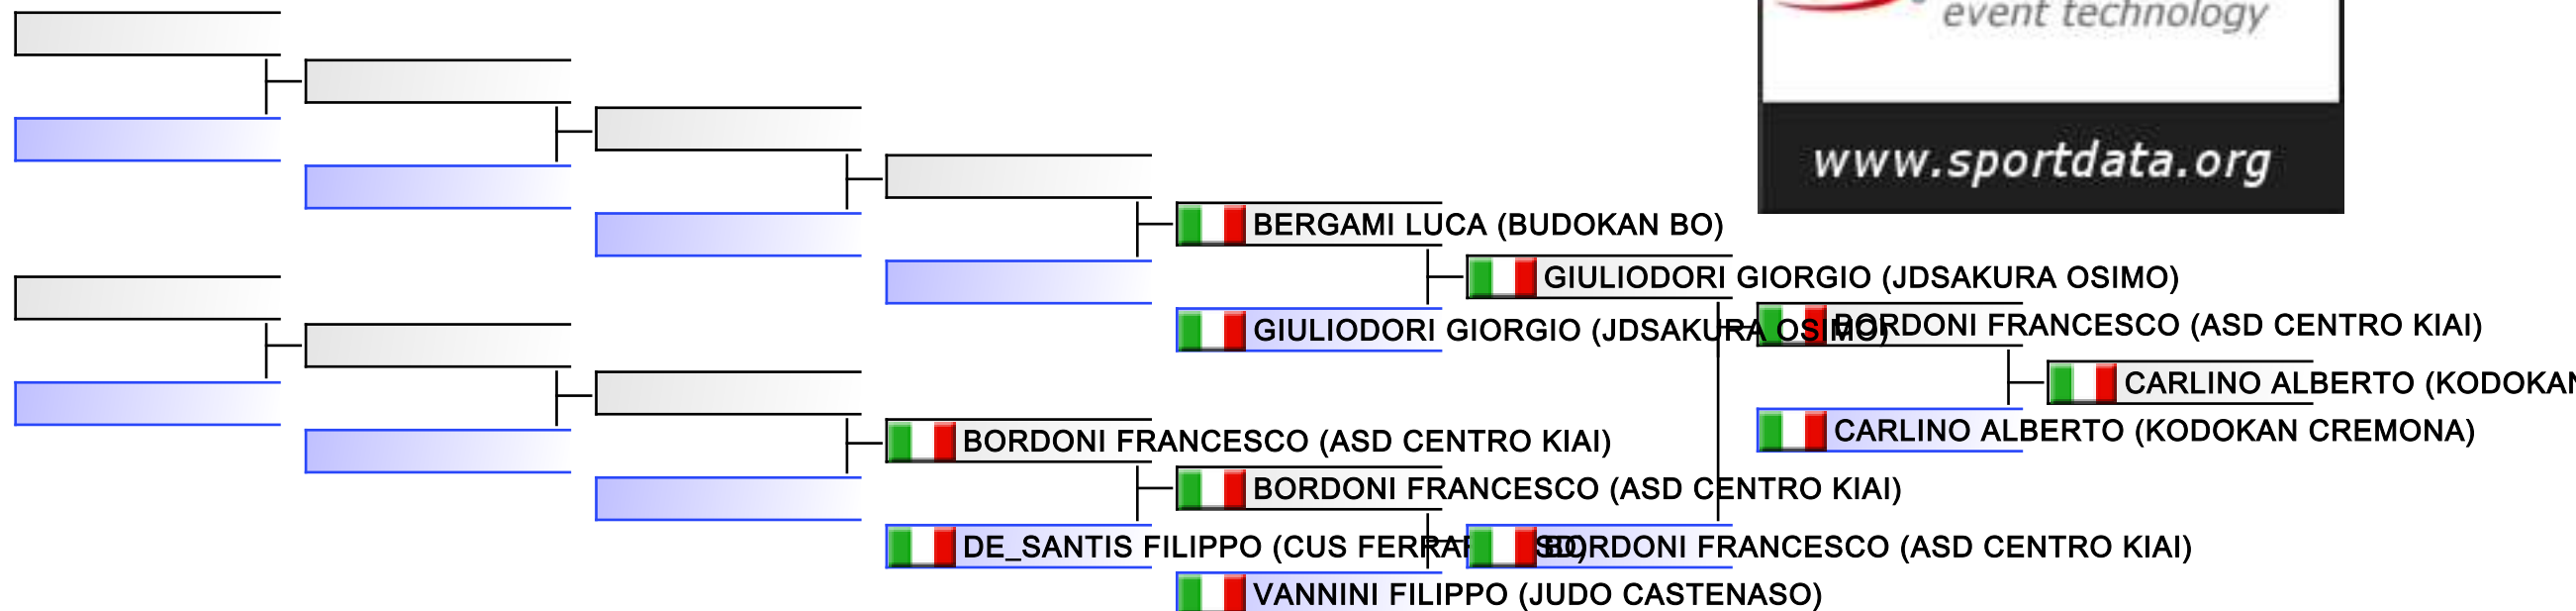 event technology
www.sportdata.org
BERGAMI LUCA (BUDOKAN BO)
GIULIODORI GIORGIO (JDSAKURA OSIMO)
GIULIODORI GIORGIO (JDSAKURA OSIMO)
BORDONI FRANCESCO (ASD CENTRO KIAI)
CARLINO ALBERTO (KODOKAN
CARLINO ALBERTO (KODOKAN CREMONA)
BORDONI FRANCESCO (ASD CENTRO KIAI)
BORDONI FRANCESCO (ASD CENTRO KIAI)
DE_SANTIS FILIPPO (CUS
BORDONI FRANCESCO (ASD CENTRO KIAI)
VANNINI FILIPPO (JUDO CASTENASO)